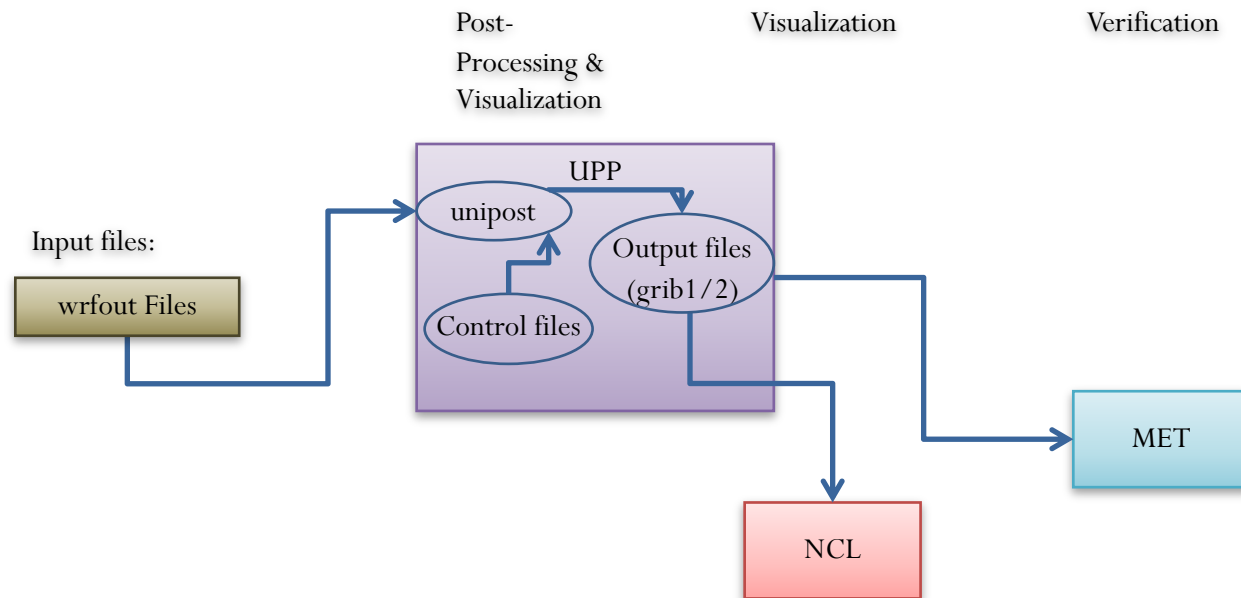 Post-
Processing &
Visualization
Visualization
Verification
UPP
unipost
Input files:
Output files
(grib1/2)
wrfout Files
Control files
MET
NCL